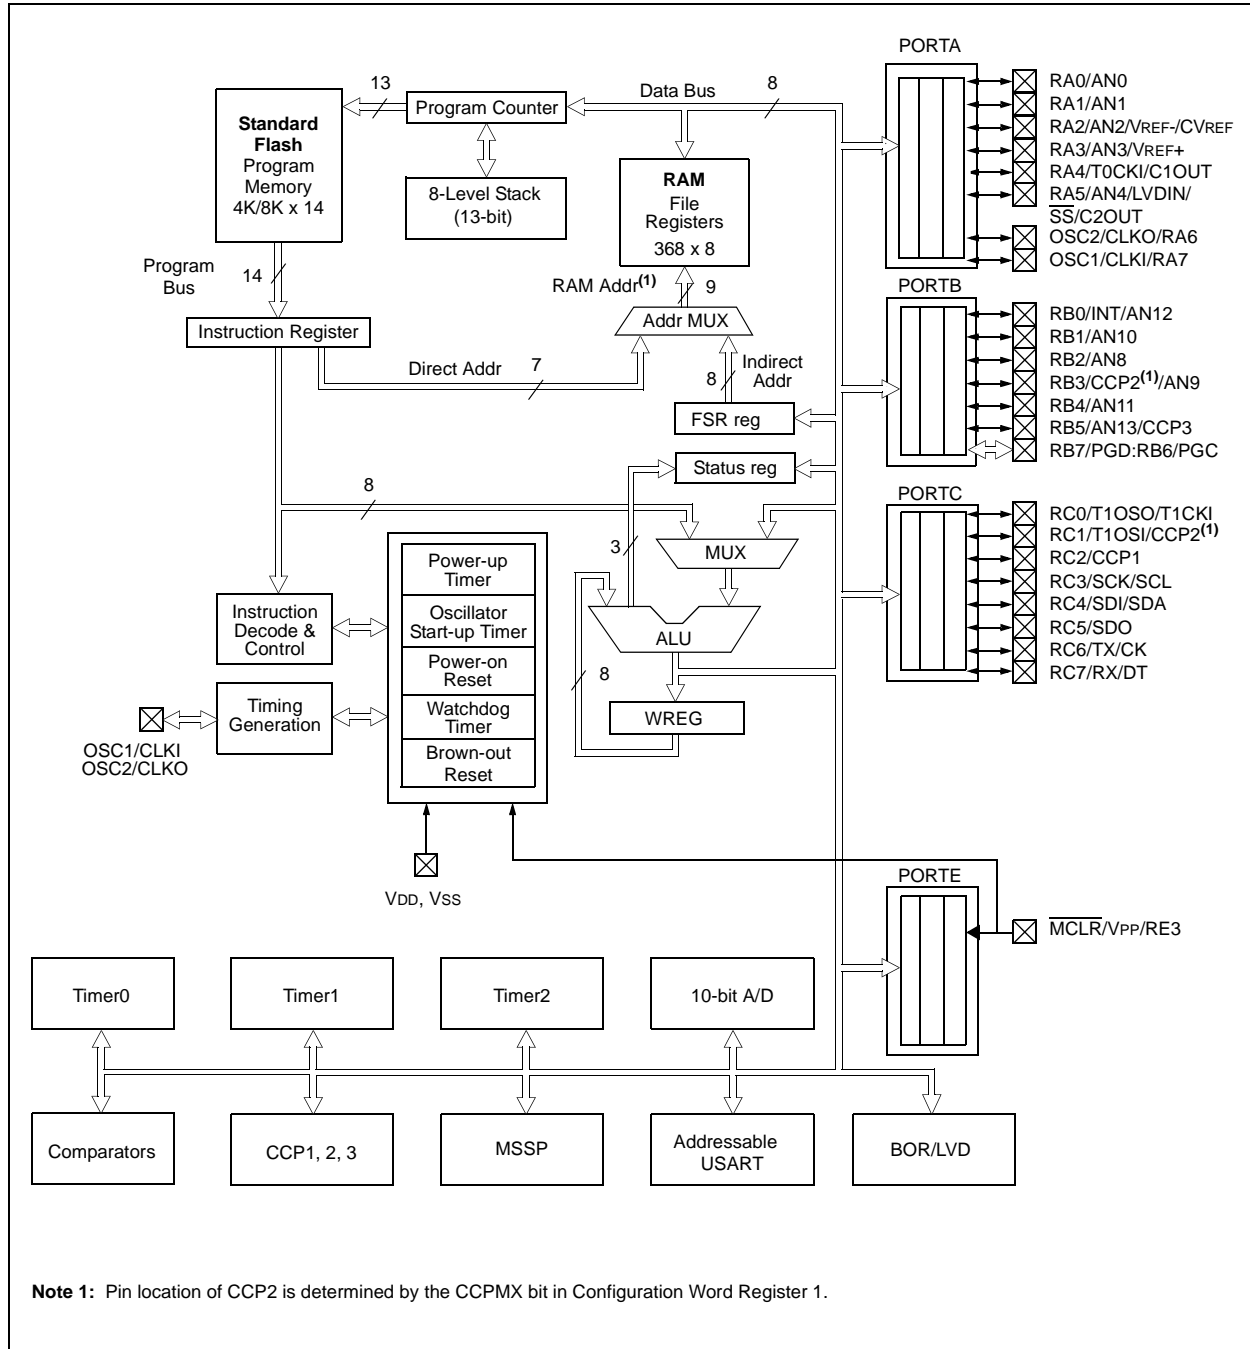 PORTA
13
Data Bus
8
Program Counter
Standard
Flash
Program
Memory
4K/8K x 14
8-Level Stack
(13-bit)
RAM
File
Registers
368 x 8
RA0/AN0
RA1/AN1
RA2/AN2/VREF-/CVREF
RA3/AN3/VREF+
RA4/T0CKI/C1OUT
RA5/AN4/LVDIN/
SS/C2OUT
OSC2/CLKO/RA6
OSC1/CLKI/RA7
Program
Bus
14
RAM Addr(1)
9
Addr MUX
Instruction Register
Direct Addr
7
8
Indirect
Addr
FSR reg
Status reg
PORTB
RB0/INT/AN12
RB1/AN10
RB2/AN8
RB3/CCP2(1)/AN9
RB4/AN11
RB5/AN13/CCP3
RB7/PGD:RB6/PGC
8
3
MUX
ALU
8
WREG
PORTC
RC0/T1OSO/T1CKI
RC1/T1OSI/CCP2(1)
RC2/CCP1
RC3/SCK/SCL
RC4/SDI/SDA
RC5/SDO
RC6/TX/CK
RC7/RX/DT
Instruction
Decode &
Control
Timing
Generation
OSC1/CLKI
OSC2/CLKO
Power-up
Timer
Oscillator
Start-up Timer
Power-on
Reset
Watchdog
Timer
Brown-out
Reset
VDD, VSS
PORTE
MCLR/VPP/RE3
Timer0
Timer1
Timer2
10-bit A/D
Comparators
CCP1, 2, 3
MSSP
Addressable
USART
BOR/LVD
Note 1: Pin location of CCP2 is determined by the CCPMX bit in Configuration Word Register 1.